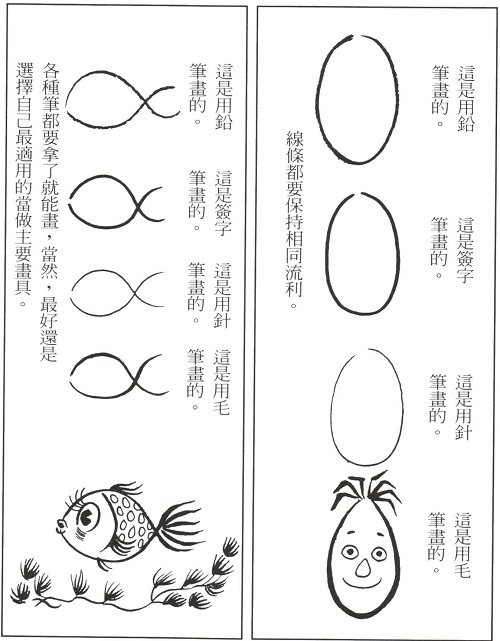 這是用鉛
筆畫的。
這是簽字
筆畫的。
這是用針
筆畫的。
這是用毛
筆畫的。
線條都要保持相同流利。
這是用鉛
筆畫的。
這是簽字
筆畫的。
這是用針
筆畫的。
這是用毛
筆畫的。
各種筆都要拿了就能畫，當然，最好還是
選擇自己最適用的當做主要畫具。